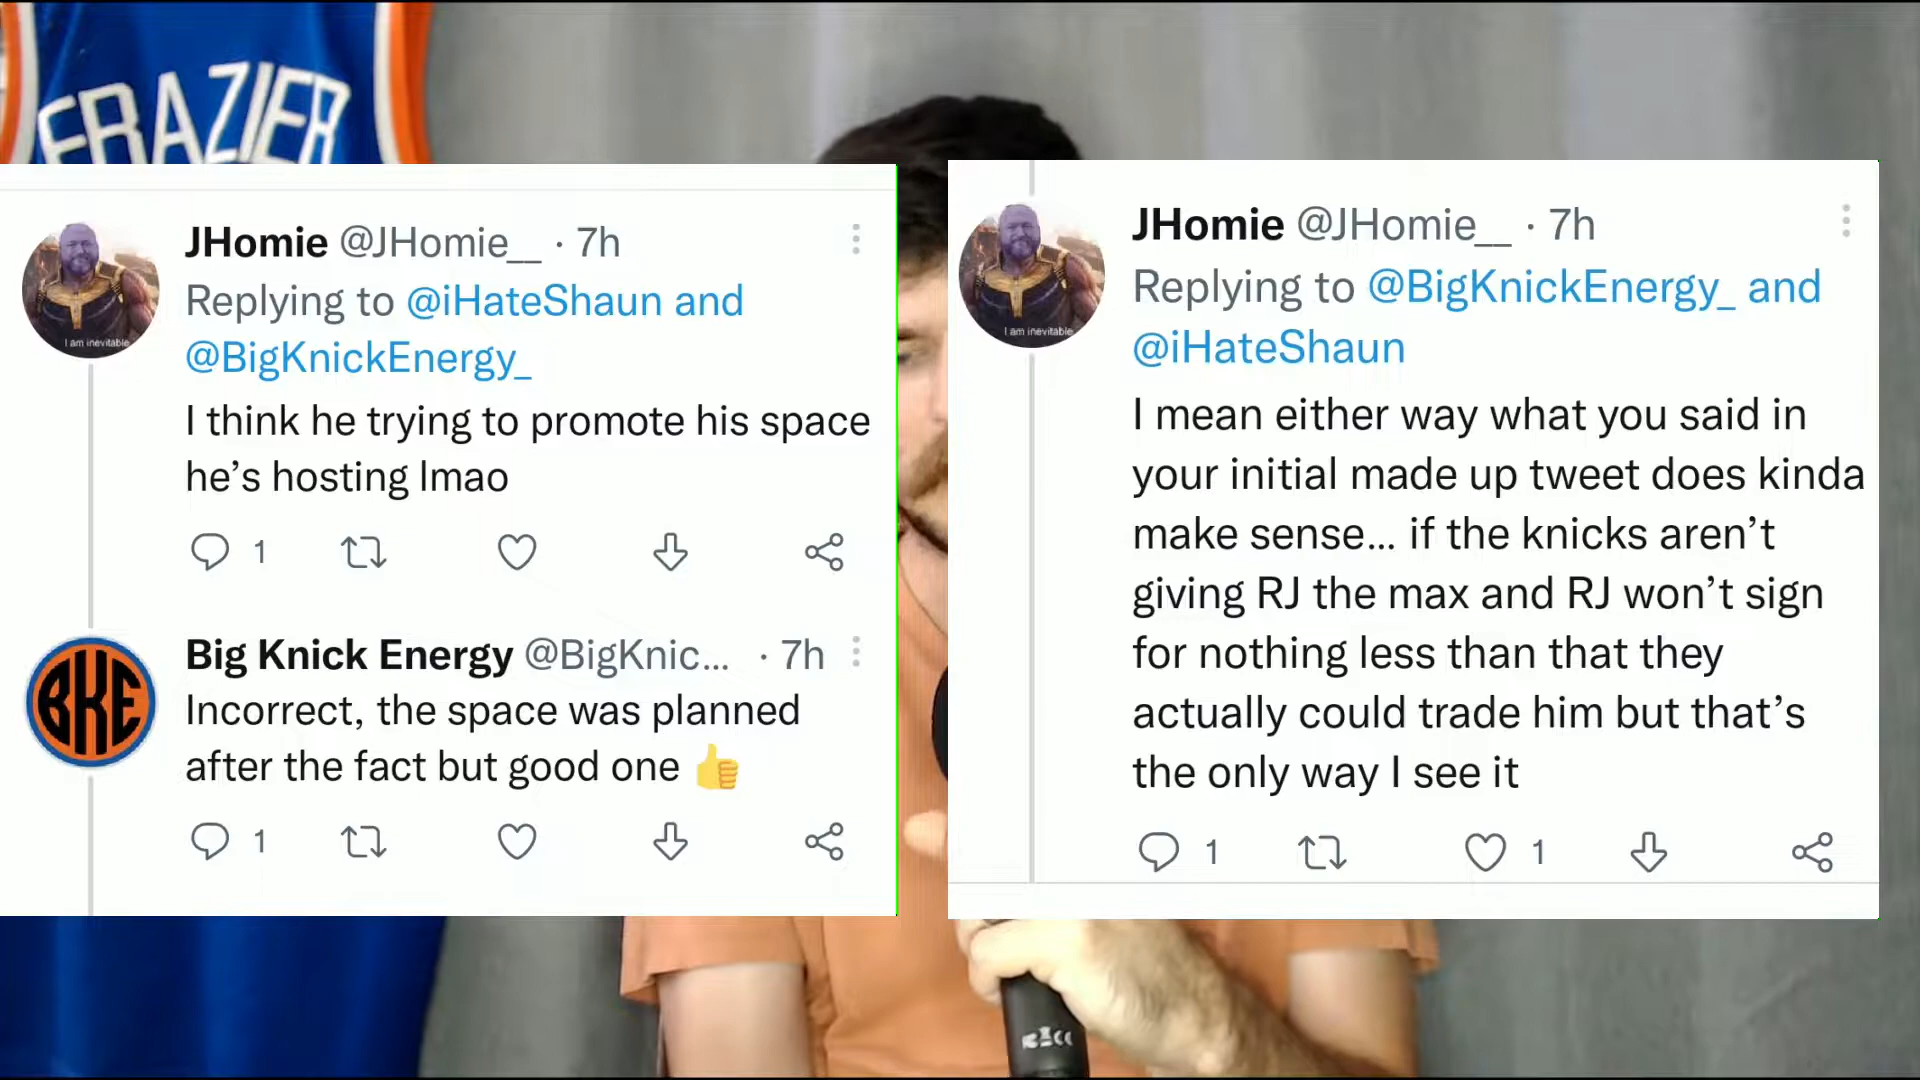 FRAZIER
JHomie @JHomie__ · 7h
Replying to @iHateShaun and
@BigKnickEnergy_
I think he trying to promote his space
he’s hosting lmao
1
Big Knick Energy @BigKnic... · 7h
Incorrect, the space was planned
after the fact but good one 👍
1
I am inevitable
BKE
JHomie @JHomie__ · 7h
Replying to @BigKnickEnergy_ and
@iHateShaun
I mean either way what you said in
your initial made up tweet does kinda
make sense... if the knicks aren’t
giving RJ the max and RJ won’t sign
for nothing less than that they
actually could trade him but that’s
the only way I see it
1 1
I am inevitable